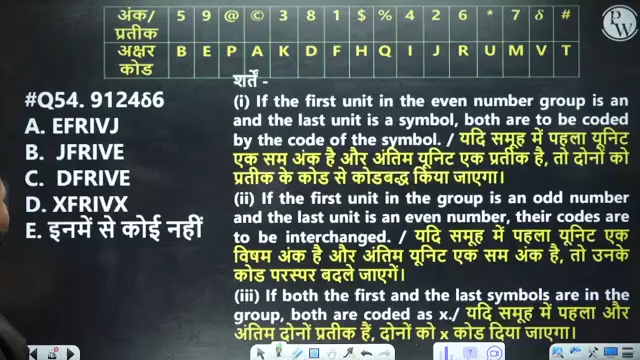 अंक/ प्रतीक 5 9 @ © 3 8 1 $ % 4 2 6 * 7 δ #
अक्षर कोड B E P A K D F H Q I J R U M V T
PW
#Q54. 9124δ6
A. EFRIVJ
B. JFRIVE
C. DFRIVE
D. XFRIVX
E. इनमें से कोई नहीं
शर्तें -
(i) If the first unit in the even number group is an
and the last unit is a symbol, both are to be coded
by the code of the symbol. / यदि समूह में पहला यूनिट
एक सम अंक है और अंतिम यूनिट एक प्रतीक है, तो दोनों को
प्रतीक के कोड से कोडबद्ध किया जाएगा।
(ii) If the first unit in the group is an odd number
and the last unit is an even number, their codes are
to be interchanged. / यदि समूह में पहला यूनिट एक
विषम अंक है और अंतिम यूनिट एक सम अंक है, तो उनके
कोड परस्पर बदले जाएगें।
(iii) If both the first and the last symbols are in the
group, both are coded as x./ यदि समूह में पहला और
अंतिम दोनों प्रतीक हैं, दोनों को x कोड दिया जाएगा।